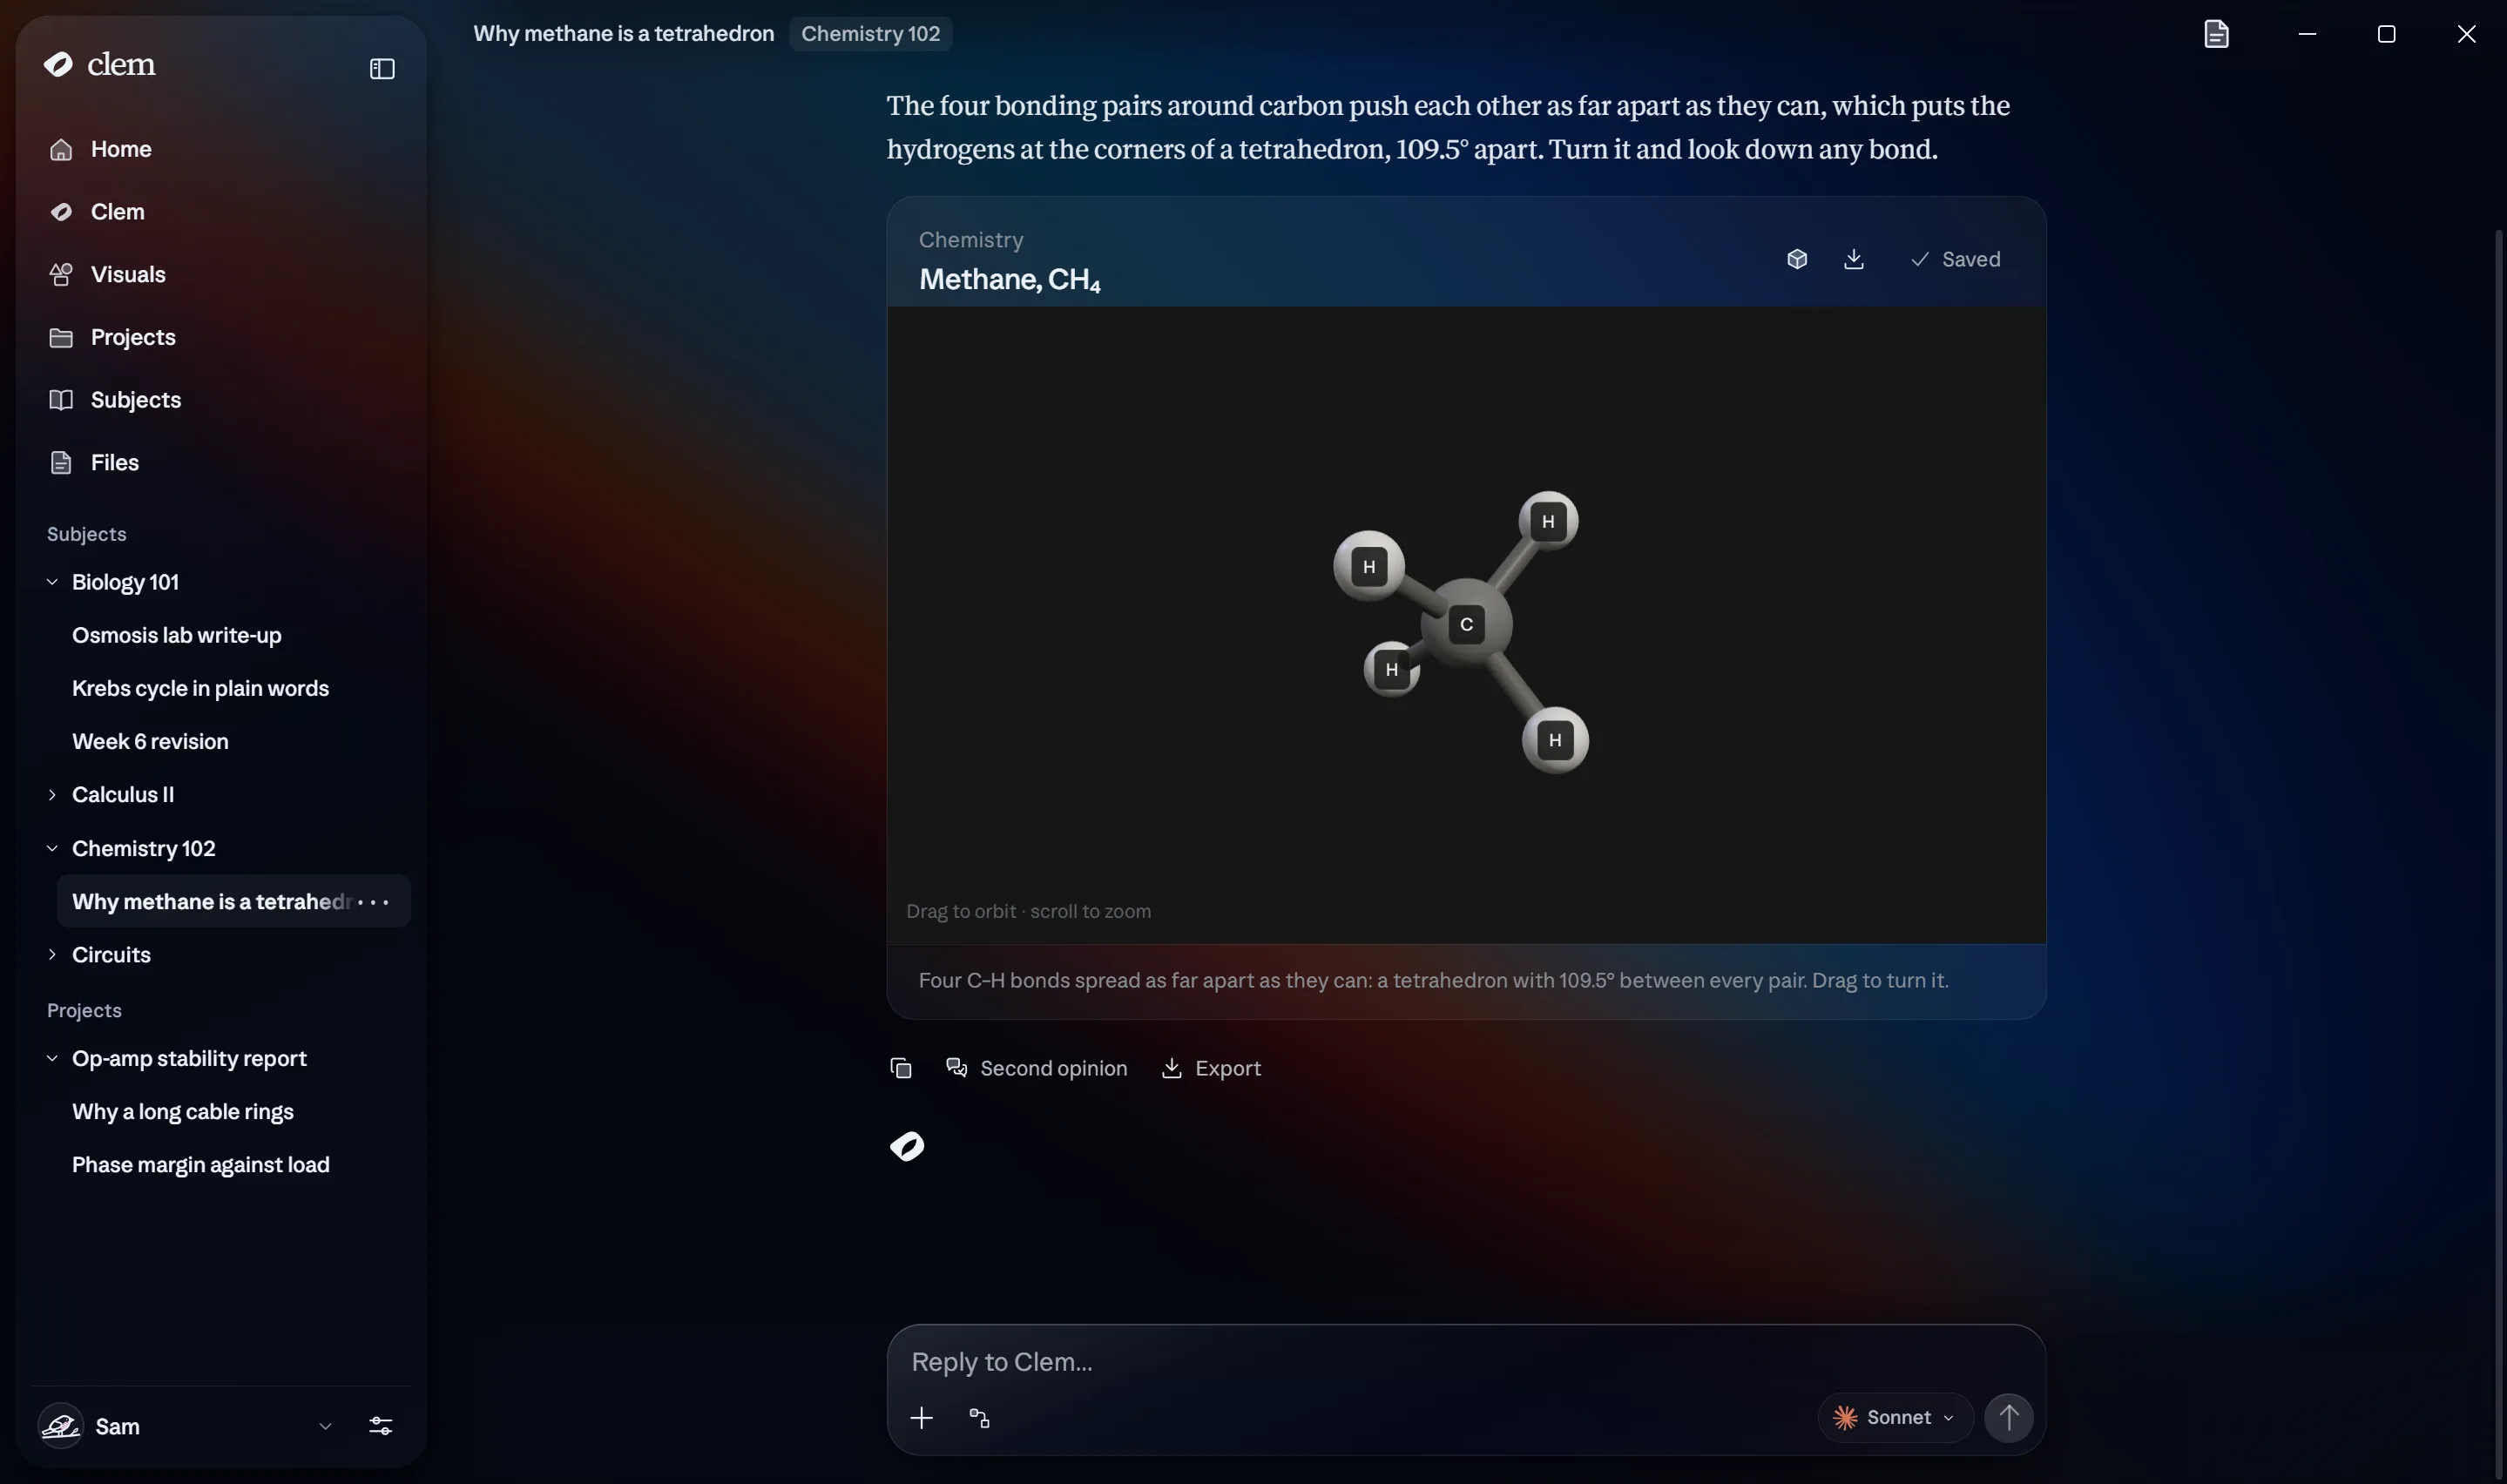 clem
Home
Clem
Visuals
Projects
Subjects
Files
Subjects
Biology 101
Osmosis lab write-up
Krebs cycle in plain words
Week 6 revision
Calculus II
Chemistry 102
Why methane is a tetrahedr
Circuits
Projects
Op-amp stability report
Why a long cable rings
Phase margin against load
Sam
Why methane is a tetrahedron Chemistry 102
The four bonding pairs around carbon push each other as far apart as they can, which puts the
hydrogens at the corners of a tetrahedron, 109.5° apart. Turn it and look down any bond.
Chemistry
Methane, CH₄
Saved
H
H
C
H
H
Drag to orbit · scroll to zoom
Four C–H bonds spread as far apart as they can: a tetrahedron with 109.5° between every pair. Drag to turn it.
Second opinion Export
Reply to Clem...
Sonnet